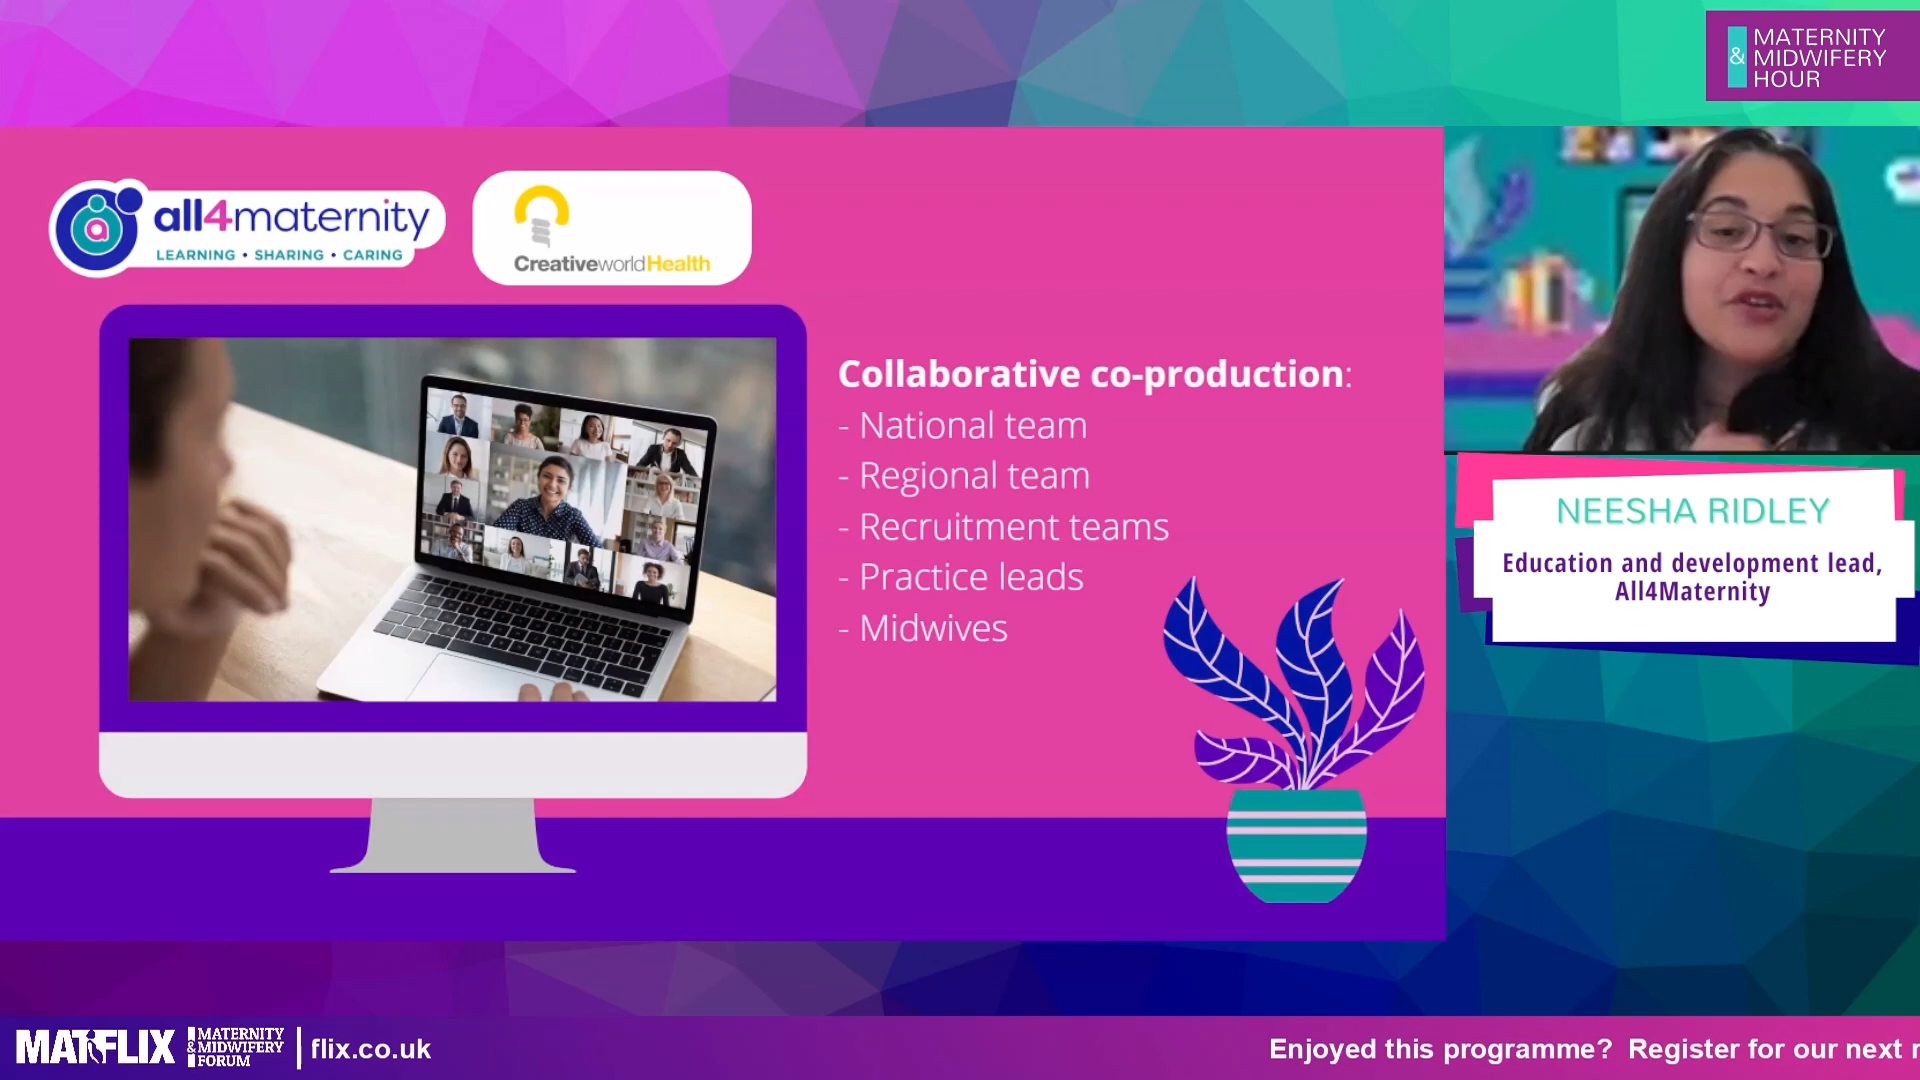 MATERNITY
& MIDWIFERY
HOUR
all4maternity
LEARNING • SHARING • CARING
CreativeworldHealth
Collaborative co-production:
- National team
- Regional team
- Recruitment teams
- Practice leads
- Midwives
NEESHA RIDLEY
Education and development lead,
All4Maternity
MATFLIX
MATERNITY
& MIDWIFERY
FORUM
flix.co.uk
Enjoyed this programme? Register for our next